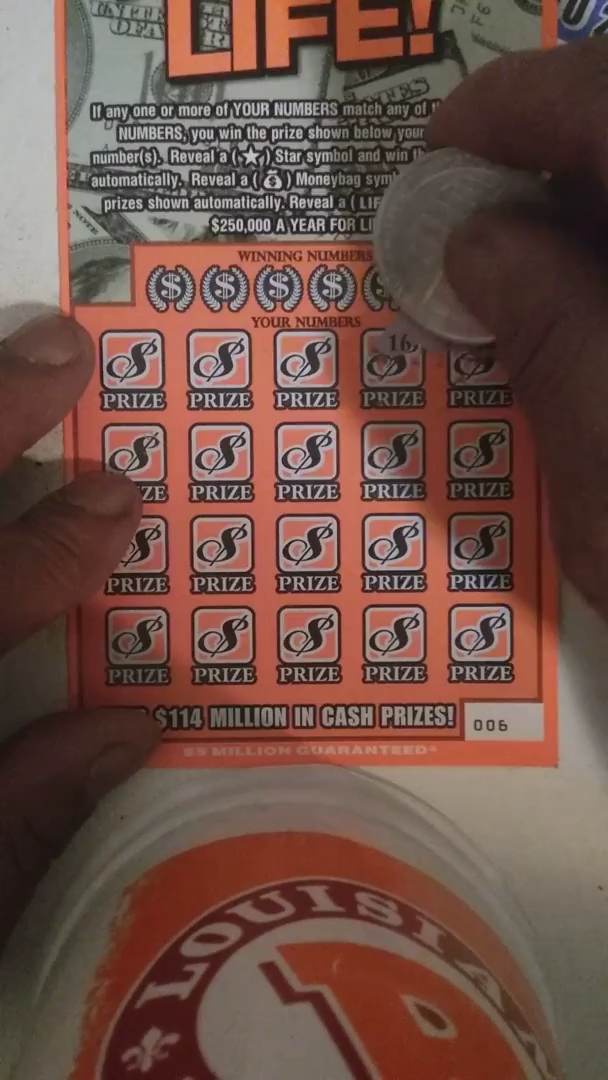 LIFE!
If any one or more of YOUR NUMBERS match any of
NUMBERS, you win the prize shown below your
number(s). Reveal a ( ) Star symbol and win
automatically. Reveal a ( $ ) Moneybag
prizes shown automatically. Reveal a (
$250,000 A YEAR FOR
WINNING NUMBERS
$ $ $ $ $
YOUR NUMBERS
16
$ $ $ $ $
PRIZE PRIZE PRIZE PRIZE PRIZE
$ $ $ $ $
PRIZE PRIZE PRIZE PRIZE
$ $ $ $ $
PRIZE PRIZE PRIZE PRIZE PRIZE
$ $ $ $ $
PRIZE PRIZE PRIZE PRIZE PRIZE
$114 MILLION IN CASH PRIZES! 006
$5 MILLION GUARANTEED*